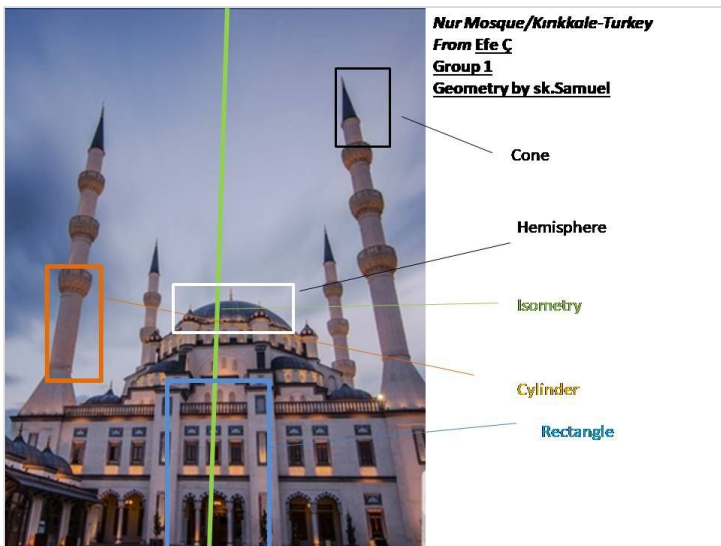 Nur Mosque/Kırıkkale-Turkey
From Efe Ç
Group 1
Geometry by sk.Samuel
Cone
Hemisphere
Isometry
Cylinder
Rectangle